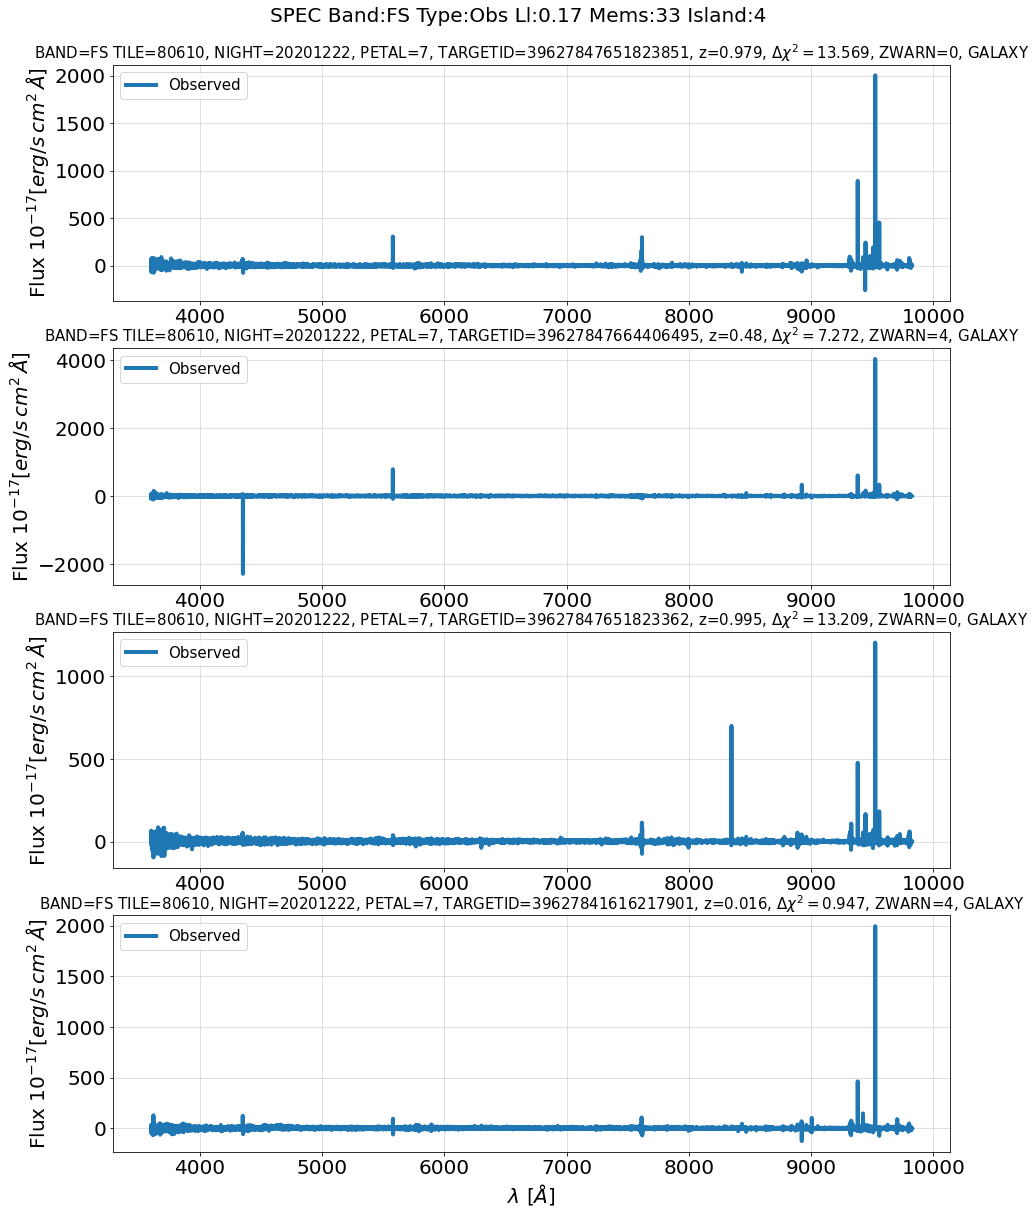 SPEC Band:FS Type:Obs Ll:0.17 Mems:33 Island:4
BAND=FS TILE=80610, NIGHT=20201222, PETAL=7, TARGETID=39627847651823851, z=0.979, Δχ²=13.569, ZWARN=0, GALAXY
Observed
2000
1500
1000
500
0
Flux 10⁻¹⁷[erg/s cm² Å]
4000 5000 6000 7000 8000 9000 10000
BAND=FS TILE=80610, NIGHT=20201222, PETAL=7, TARGETID=39627847664406495, z=0.48, Δχ²=7.272, ZWARN=4, GALAXY
Observed
4000
2000
0
−2000
Flux 10⁻¹⁷[erg/s cm² Å]
4000 5000 6000 7000 8000 9000 10000
BAND=FS TILE=80610, NIGHT=20201222, PETAL=7, TARGETID=39627847651823362, z=0.995, Δχ²=13.209, ZWARN=0, GALAXY
Observed
1000
500
0
Flux 10⁻¹⁷[erg/s cm² Å]
4000 5000 6000 7000 8000 9000 10000
BAND=FS TILE=80610, NIGHT=20201222, PETAL=7, TARGETID=39627841616217901, z=0.016, Δχ²=0.947, ZWARN=4, GALAXY
Observed
2000
1500
1000
500
0
Flux 10⁻¹⁷[erg/s cm² Å]
4000 5000 6000 7000 8000 9000 10000
λ [Å]